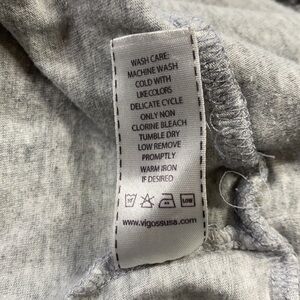 WASH CARE:
MACHINE WASH
COLD WITH
LIKE COLORS
DELICATE CYCLE
ONLY NON
CLORINE BLEACH
TUMBLE DRY
LOW REMOVE
PROMPTLY
WARM IRON
IF DESIRED
LOW
www.vigossusa.com